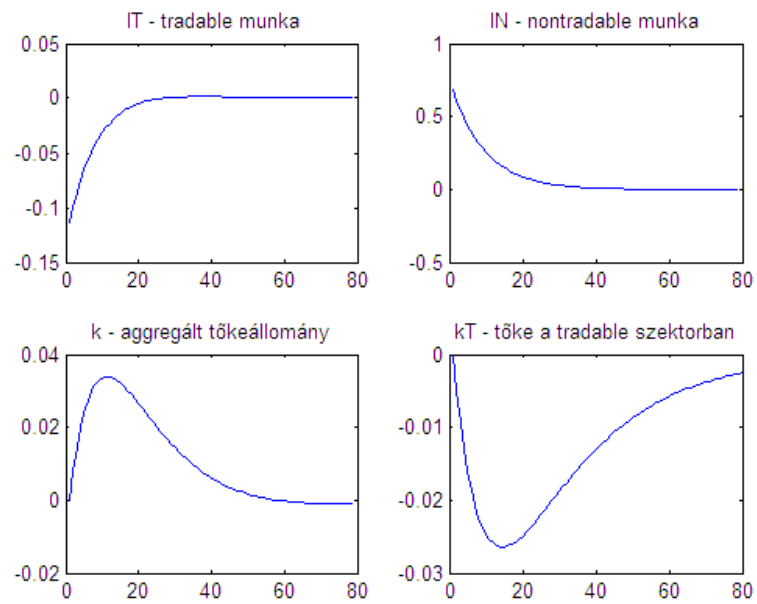 lT - tradable munka
0.05
0
-0.05
-0.1
-0.15
0 20 40 60 80
lN - nontradable munka
1
0.5
0
-0.5
0 20 40 60 80
k - aggregált tőkeállomány
0.04
0.02
0
-0.02
0 20 40 60 80
kT - tőke a tradable szektorban
0
-0.01
-0.02
-0.03
0 20 40 60 80